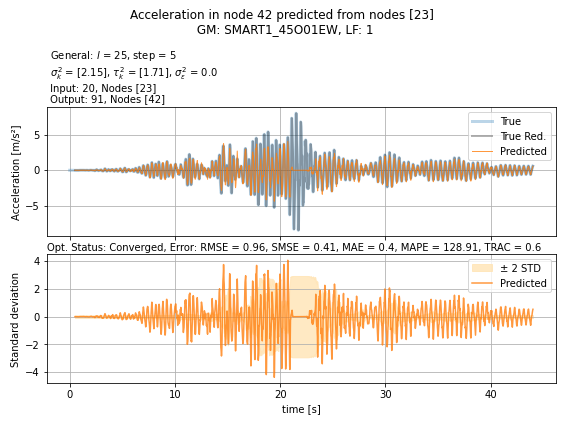 Acceleration in node 42 predicted from nodes [23]
GM: SMART1_45O01EW, LF: 1
General: l = 25, step = 5
σ²ₖ = [2.15], τ²ₖ = [1.71], σ²ε = 0.0
Input: 20, Nodes [23]
Output: 91, Nodes [42]
Acceleration [m/s²]
5
0
−5
True
True Red.
Predicted
Opt. Status: Converged, Error: RMSE = 0.96, SMSE = 0.41, MAE = 0.4, MAPE = 128.91, TRAC = 0.6
Standard deviation
4
2
0
−2
−4
± 2 STD
Predicted
0 10 20 30 40
time [s]